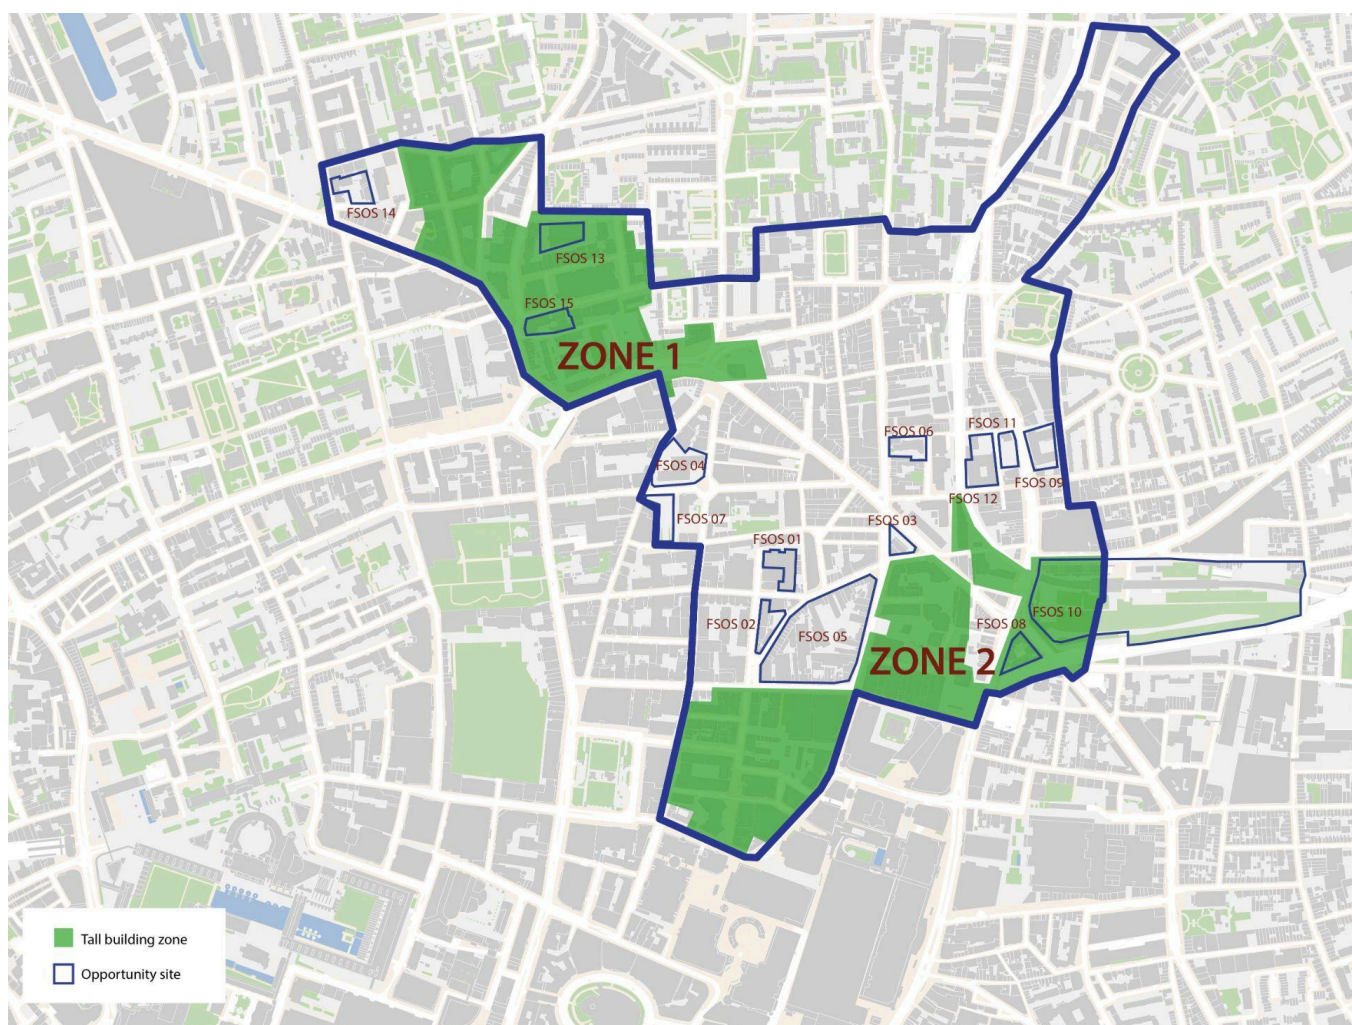 FSOS 14
FSOS 13
FSOS 15
ZONE 1
FSOS 11
FSOS 06
FSOS 04
FSOS 09
FSOS 12
FSOS 07
FSOS 03
FSOS 01
FSOS 10
FSOS 02
FSOS 08
FSOS 05
ZONE 2
Tall building zone
Opportunity site